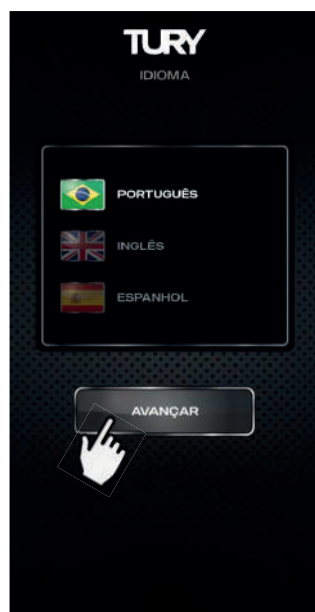 TURY
IDIOMA
PORTUGUÊS
INGLÊS
ESPANHOL
AVANÇAR